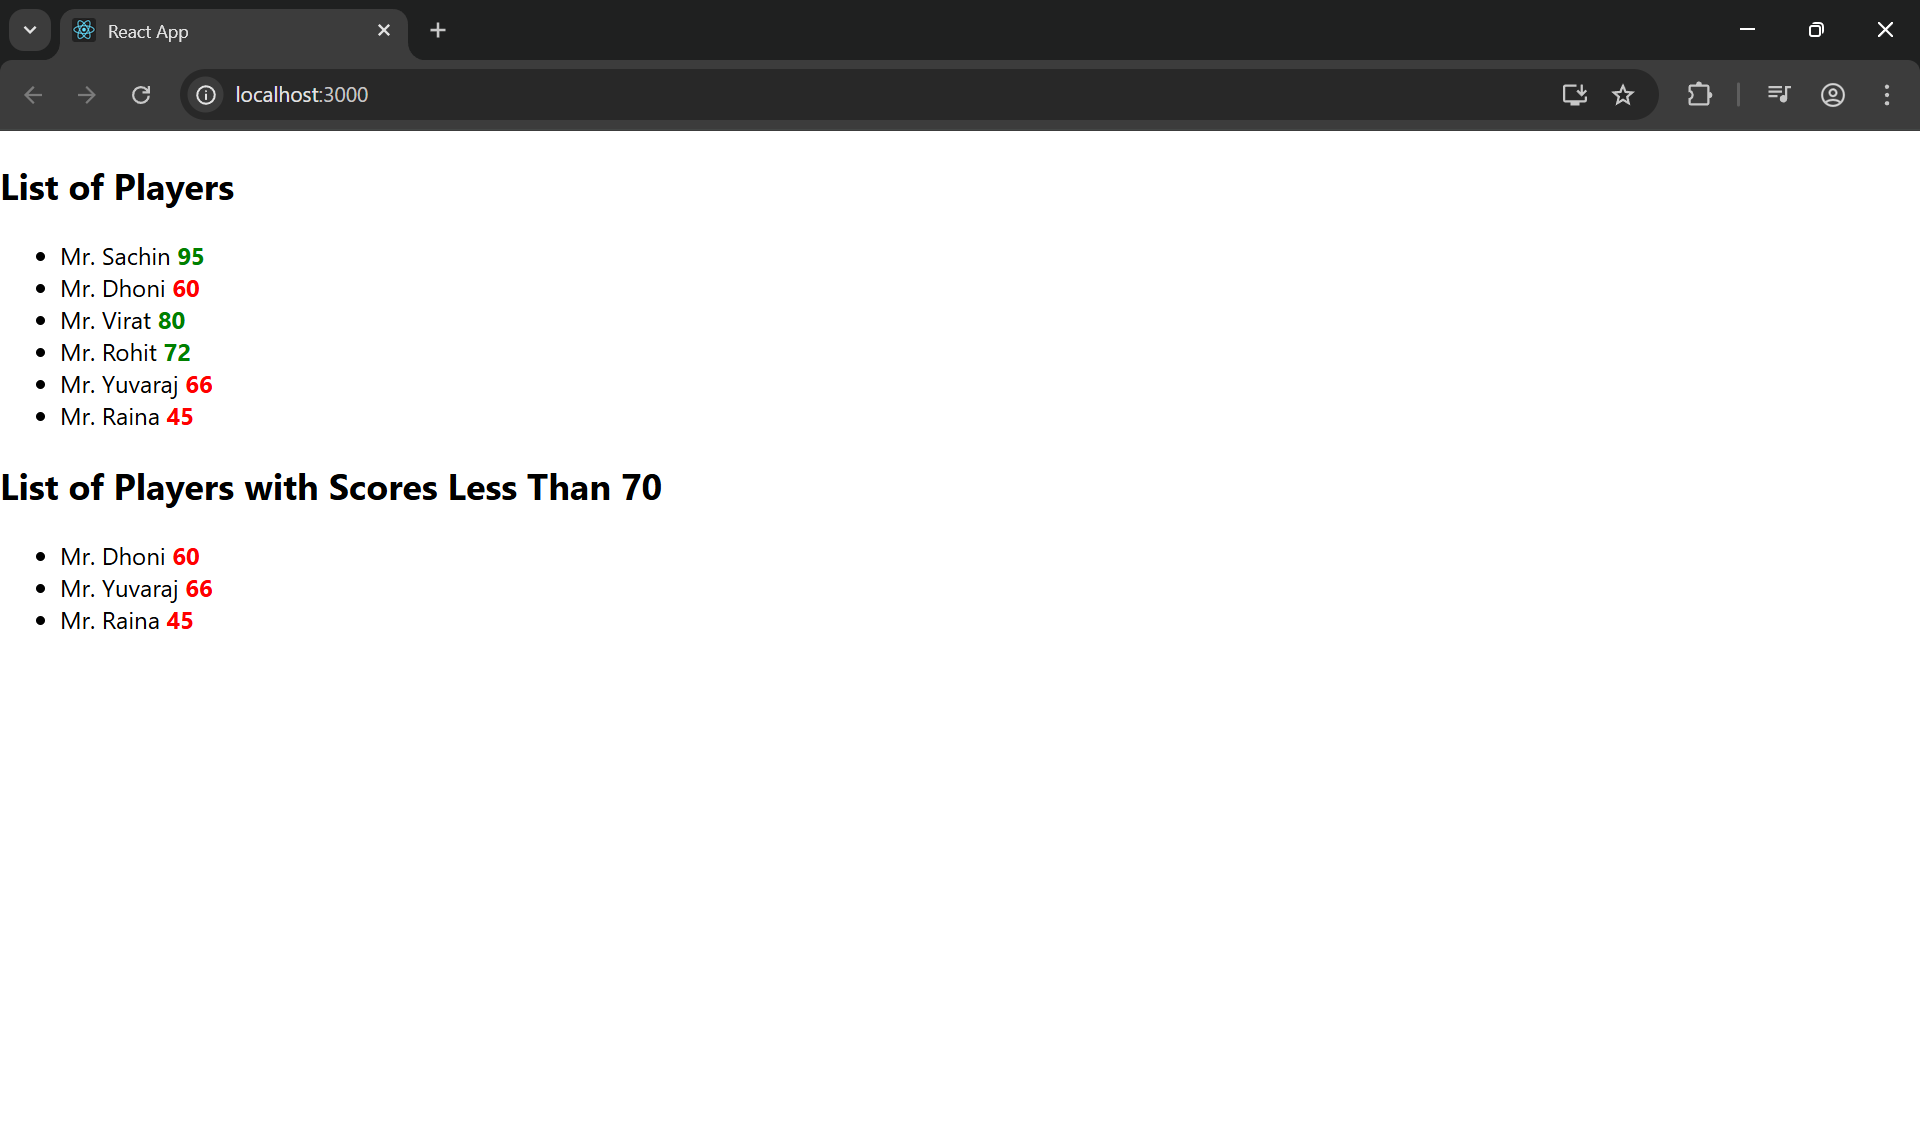 React App
localhost:3000
List of Players
Mr. Sachin 95
Mr. Dhoni 60
Mr. Virat 80
Mr. Rohit 72
Mr. Yuvaraj 66
Mr. Raina 45
List of Players with Scores Less Than 70
Mr. Dhoni 60
Mr. Yuvaraj 66
Mr. Raina 45